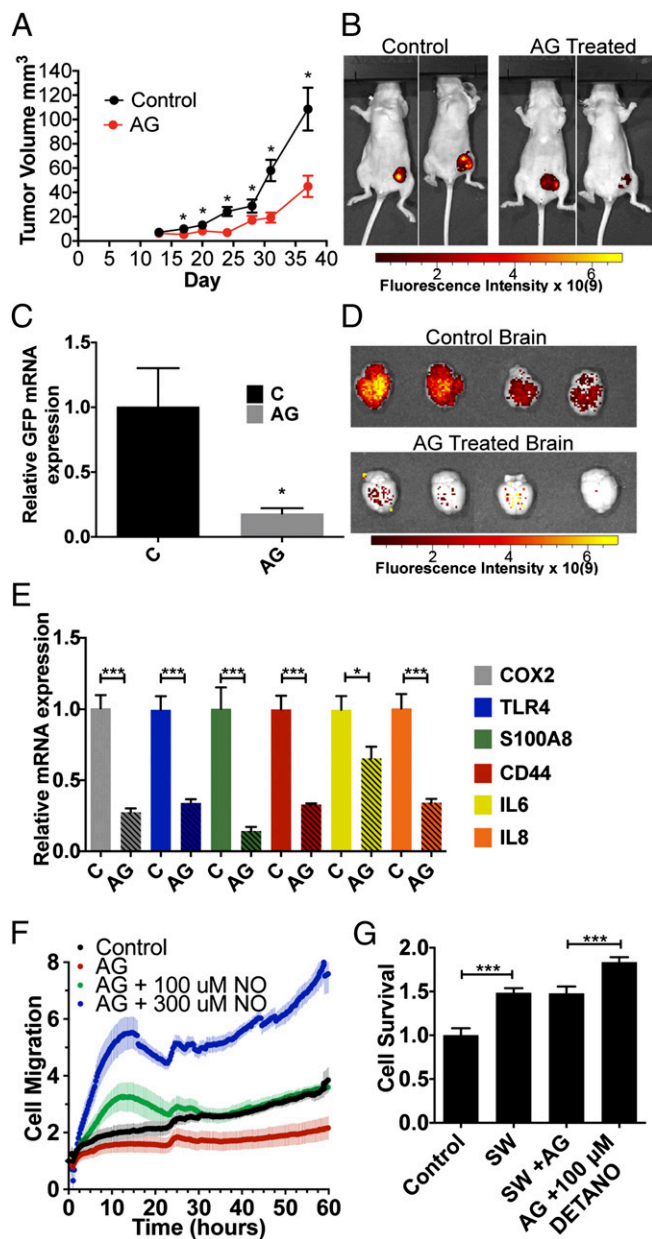 A
Tumor Volume mm³
140
120
100
80
60
40
20
0
Control
AG
*
*
*
*
*
*
0 5 10 15 20 25 30 35 40
Day
B
Control
AG Treated
2 4 6
Fluorescence Intensity x 10(9)
C
Relative GFP mRNA
expression
1.5
1.0
0.5
0.0
C
AG
*
C
AG
D
Control Brain
AG Treated Brain
2 4 6
Fluorescence Intensity x 10(9)
E
Relative mRNA expression
1.5
1.0
0.5
0.0
*** *** *** *** * ***
C AG C AG C AG C AG C AG C AG
COX2
TLR4
S100A8
CD44
IL6
IL8
F
Cell Migration
8
6
4
2
0
Control
AG
AG + 100 uM NO
AG + 300 uM NO
0 10 20 30 40 50 60
Time (hours)
G
Cell Survival
2.0
1.5
1.0
0.5
0.0
***
***
Control
SW
SW +AG
AG +100 µM
DETANO